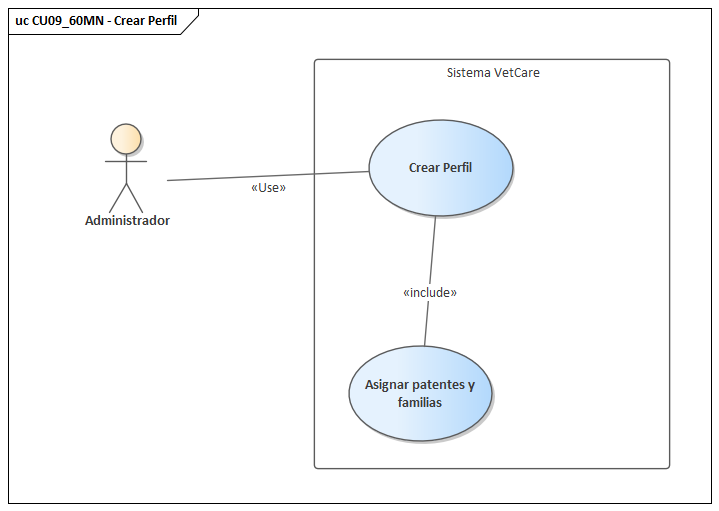 uc CU09_60MN - Crear Perfil
Sistema VetCare
Crear Perfil
«Use»
Administrador
«include»
Asignar patentes y
familias